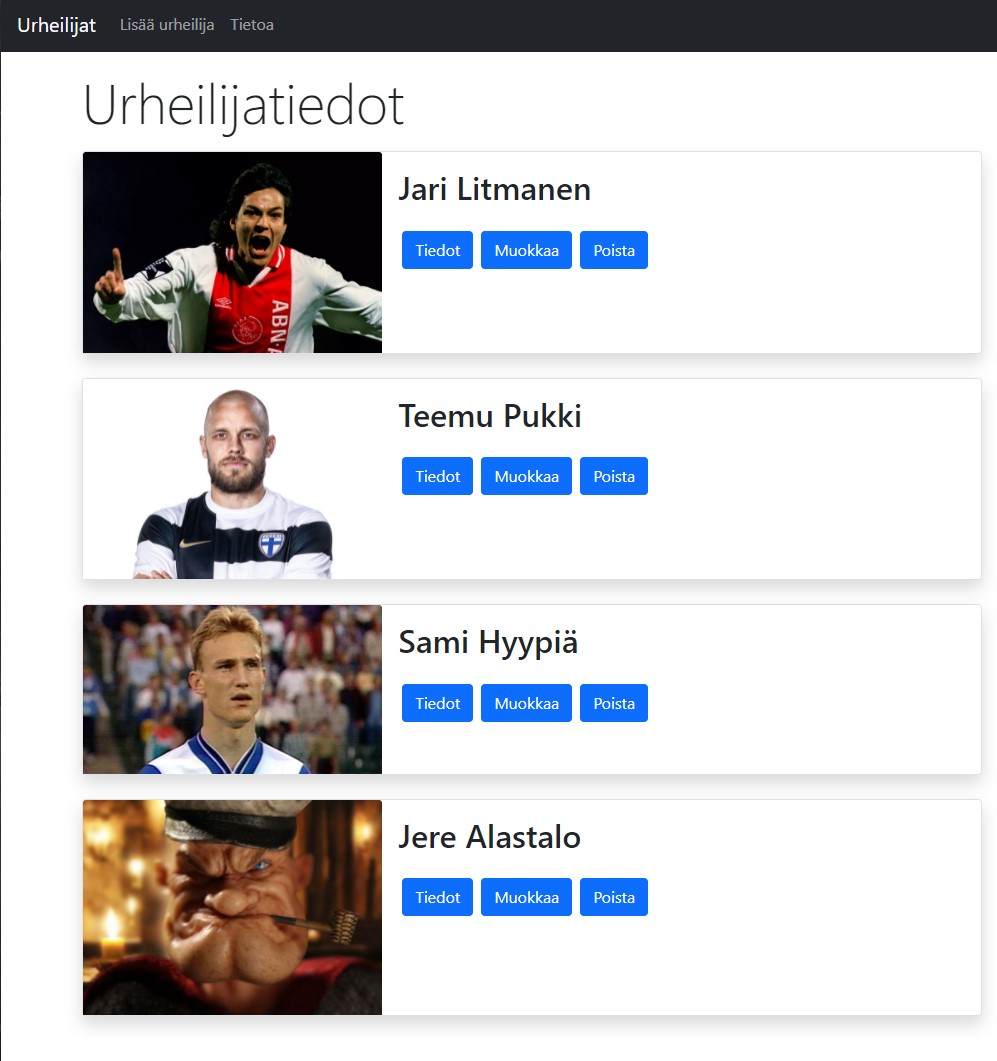 Urheilijat Lisää urheilija Tietoa
Urheilijatiedot
Jari Litmanen
Tiedot Muokkaa Poista
ABN-A
Teemu Pukki
Tiedot Muokkaa Poista
Sami Hyypiä
Tiedot Muokkaa Poista
Jere Alastalo
Tiedot Muokkaa Poista